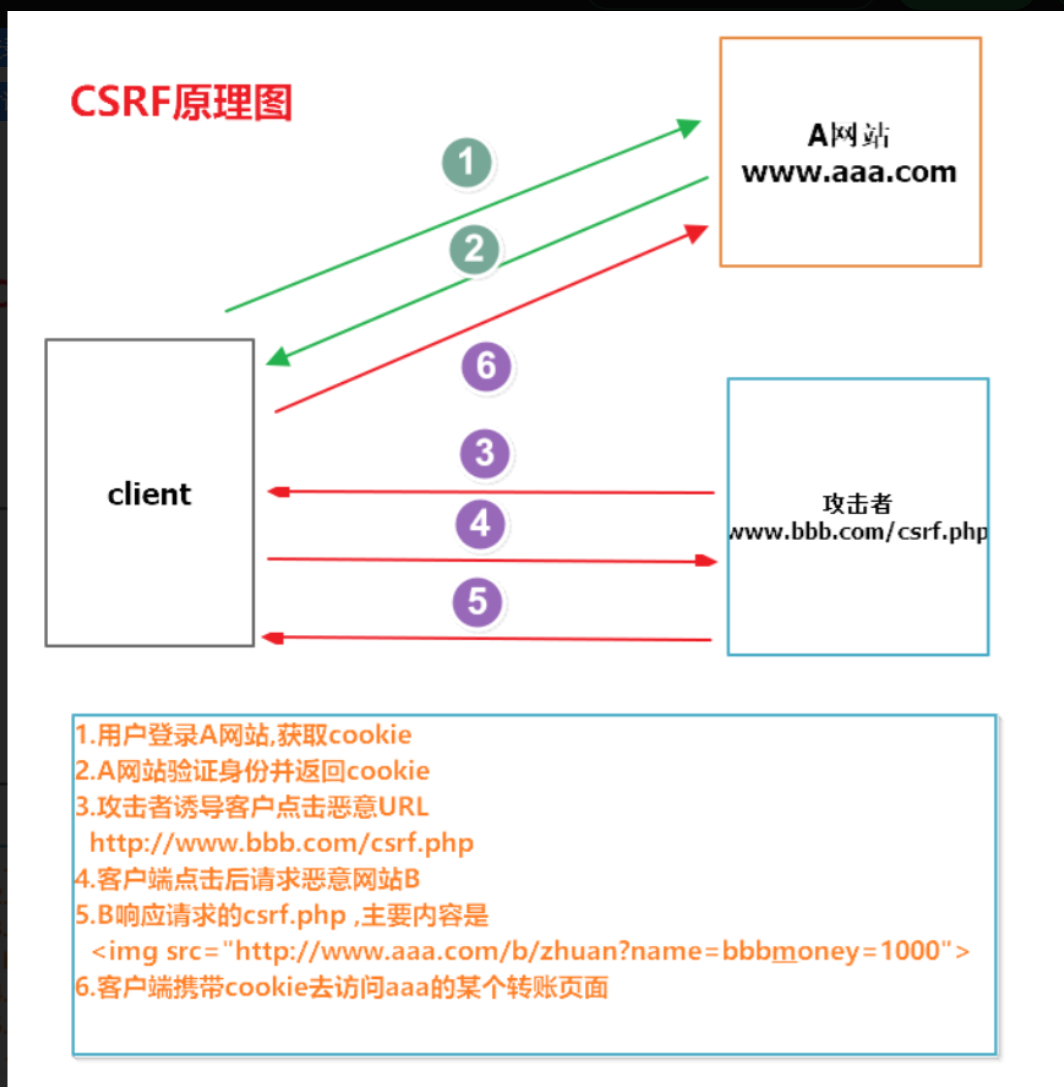 CSRF原理图
A网站
www.aaa.com
1
2
6
3
client
攻击者
www.bbb.com/csrf.php
4
5
1.用户登录A网站,获取cookie
2.A网站验证身份并返回cookie
3.攻击者诱导客户点击恶意URL
http://www.bbb.com/csrf.php
4.客户端点击后请求恶意网站B
5.B响应请求的csrf.php ,主要内容是
<img src="http://www.aaa.com/b/zhuan?name=bbbmoney=1000">
6.客户端携带cookie去访问aaa的某个转账页面